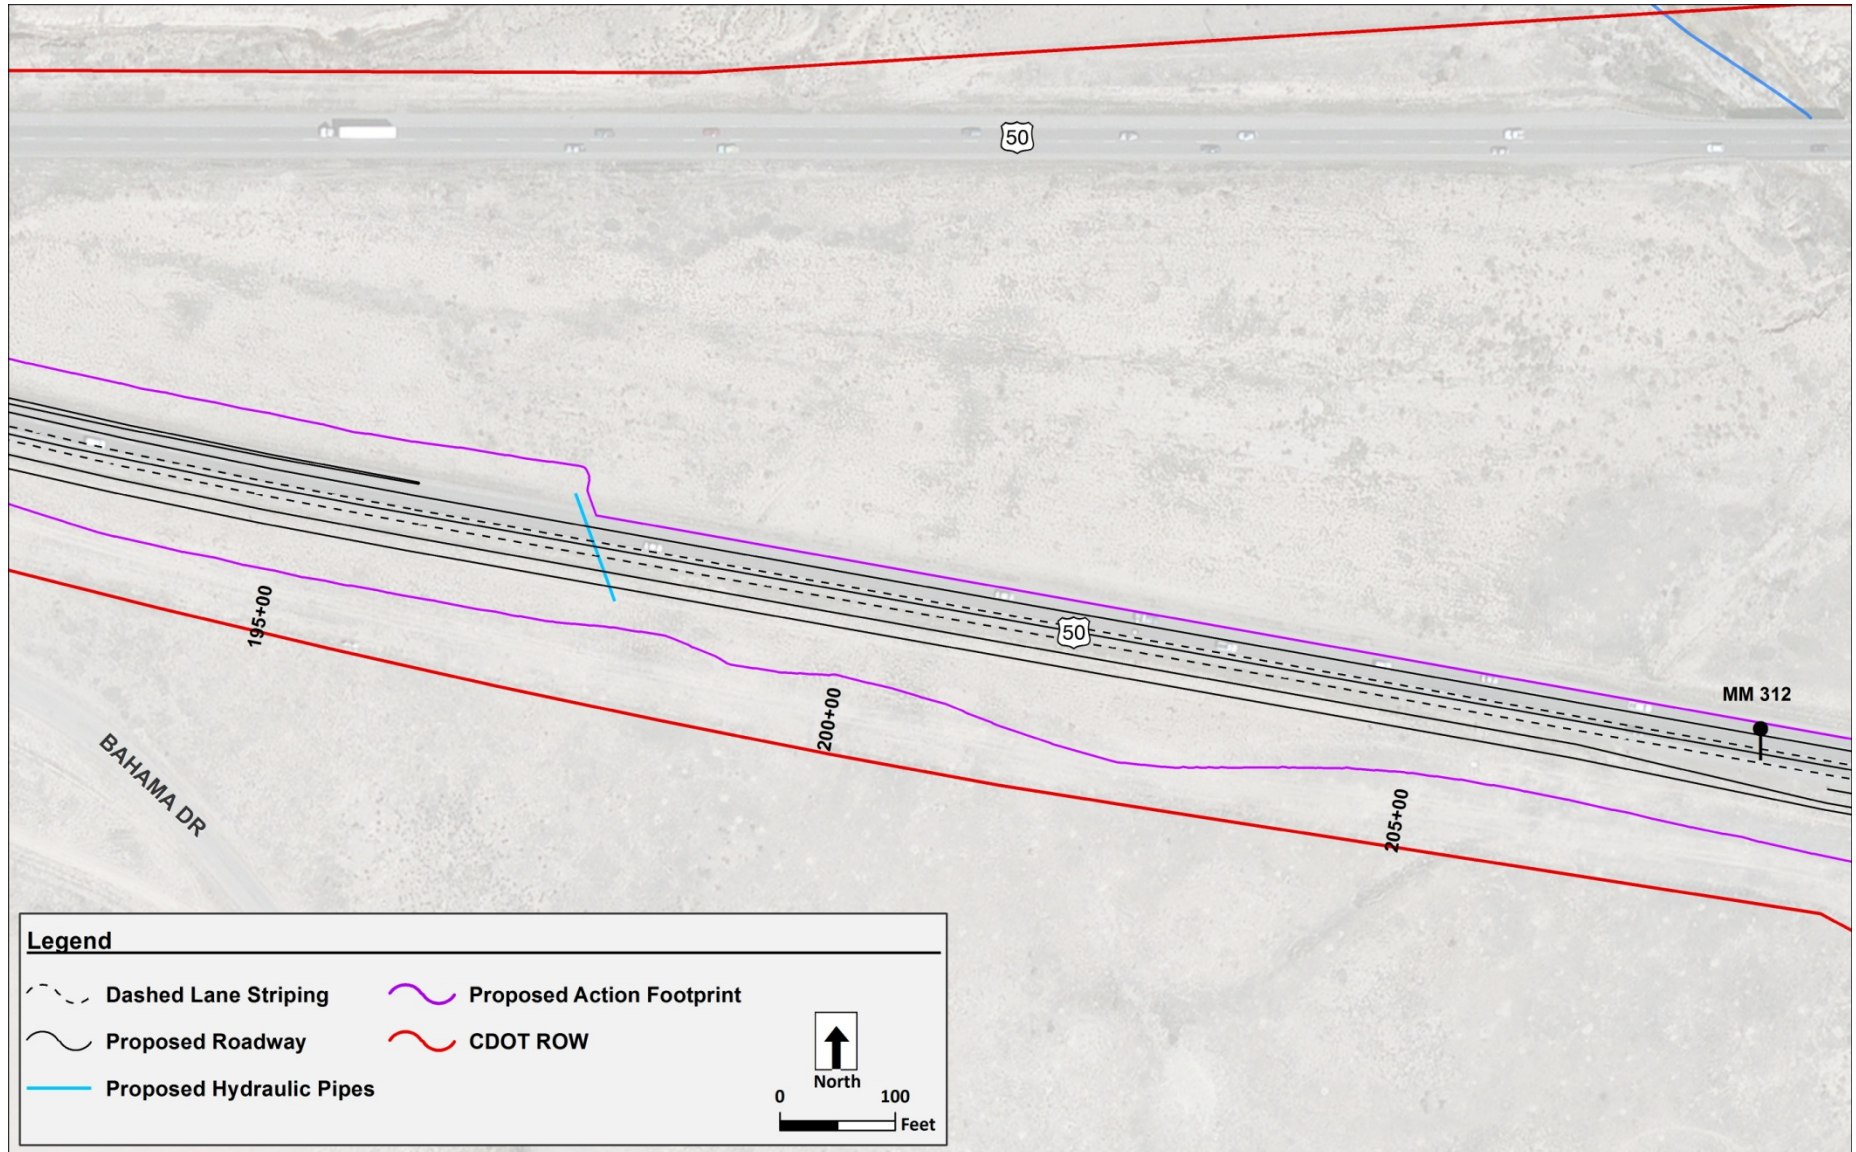 50
50
MM 312
195+00
200+00
205+00
BAHAMA DR
Legend
Dashed Lane Striping
Proposed Action Footprint
Proposed Roadway
CDOT ROW
Proposed Hydraulic Pipes
North
0 100
Feet